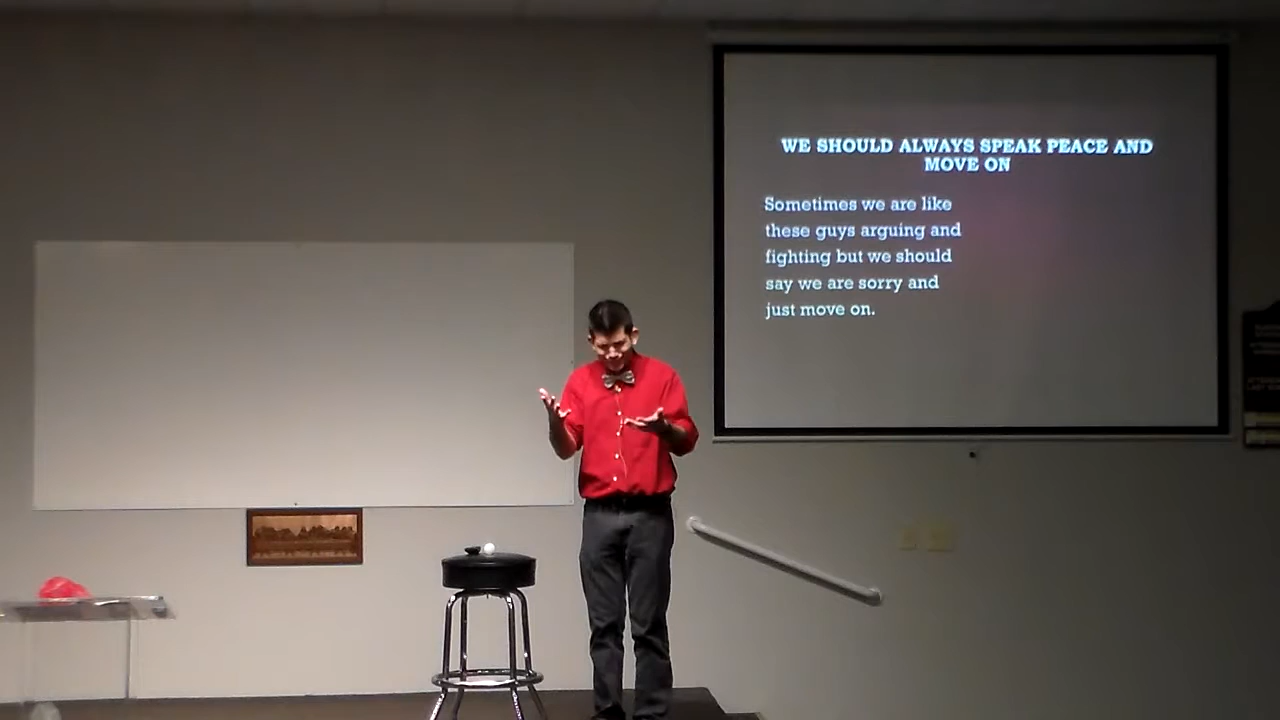 WE SHOULD ALWAYS SPEAK PEACE AND
MOVE ON
Sometimes we are like
these guys arguing and
fighting but we should
say we are sorry and
just move on.